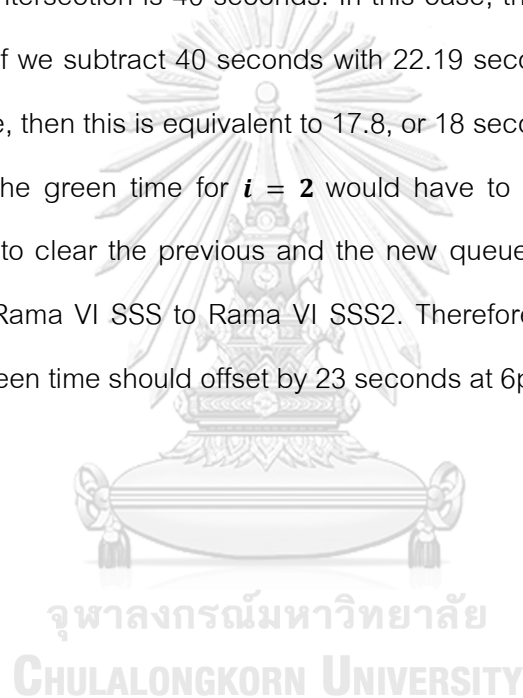 ntersection is 40 seconds. In this case, th
f we subtract 40 seconds with 22.19 seco
e, then this is equivalent to 17.8, or 18 seco
he green time for i = 2 would have to
to clear the previous and the new queue
Rama VI SSS to Rama VI SSS2. Therefore
een time should offset by 23 seconds at 6p
จุฬาลงกรณ์มหาวิทยาลัย
CHULALONGKORN UNIVERSITY